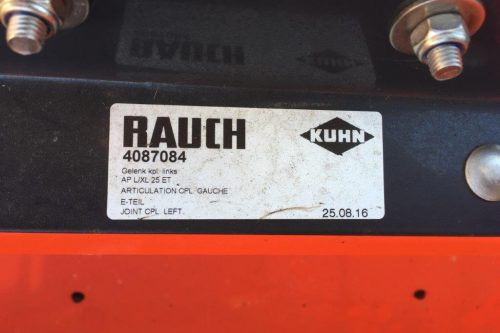 RAUCH
KUHN
4087084
Gelenk kpl. links
AP L/XL 25 ET
ARTICULATION CPL. GAUCHE
E-TEIL
JOINT CPL. LEFT.
25.08.16